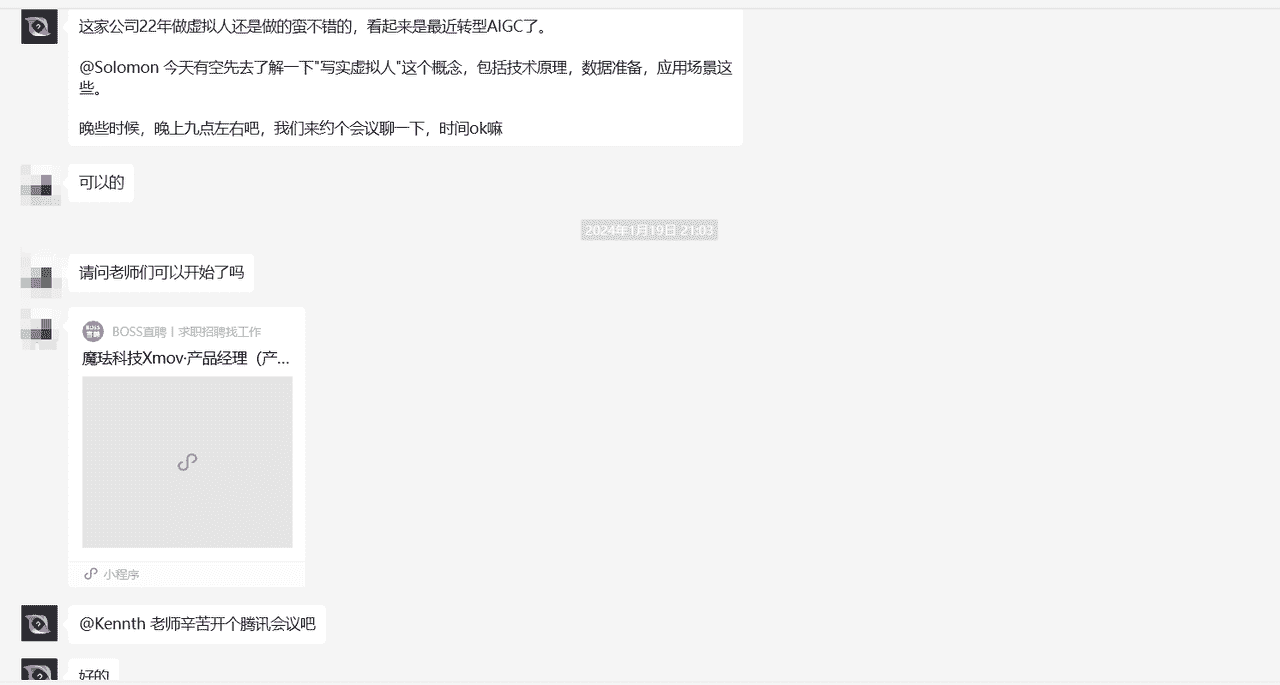 这家公司22年做虚拟人还是做的蛮不错的，看起来是最近转型AIGC了。
@Solomon 今天有空先去了解一下"写实虚拟人"这个概念，包括技术原理，数据准备，应用场景这
些。
晚些时候，晚上九点左右吧，我们来约个会议聊一下，时间ok嘛
可以的
2024年1月19日 21:03
请问老师们可以开始了吗
BOSS直聘丨求职招聘找工作
魔珐科技Xmov·产品经理（产...
小程序
@Kennth 老师辛苦开个腾讯会议吧
好的